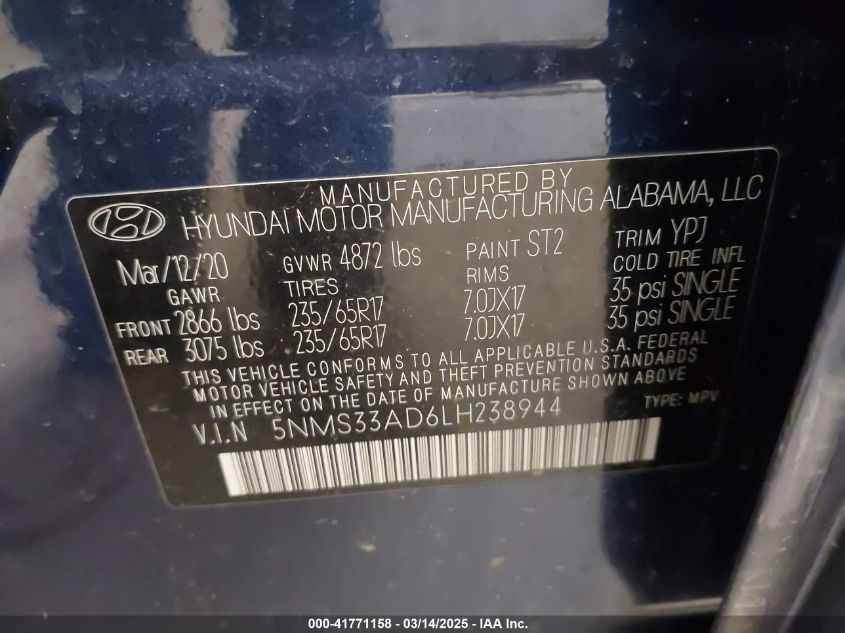 MANUFACTURED BY
HYUNDAI MOTOR MANUFACTURING ALABAMA, LLC
Mar/12/20 GVWR 4872 lbs PAINT ST2 TRIM YPJ
GAWR TIRES RIMS COLD TIRE INFL
FRONT 2866 lbs 235/65R17 7.0JX17 35 psi SINGLE
REAR 3075 lbs 235/65R17 7.0JX17 35 psi SINGLE
THIS VEHICLE CONFORMS TO ALL APPLICABLE U.S.A. FEDERAL
MOTOR VEHICLE SAFETY AND THEFT PREVENTION STANDARDS
IN EFFECT ON THE DATE OF MANUFACTURE SHOWN ABOVE
V.I.N 5NMS33AD6LH238944 TYPE: MPV
000-41771158 - 03/14/2025 - IAA Inc.